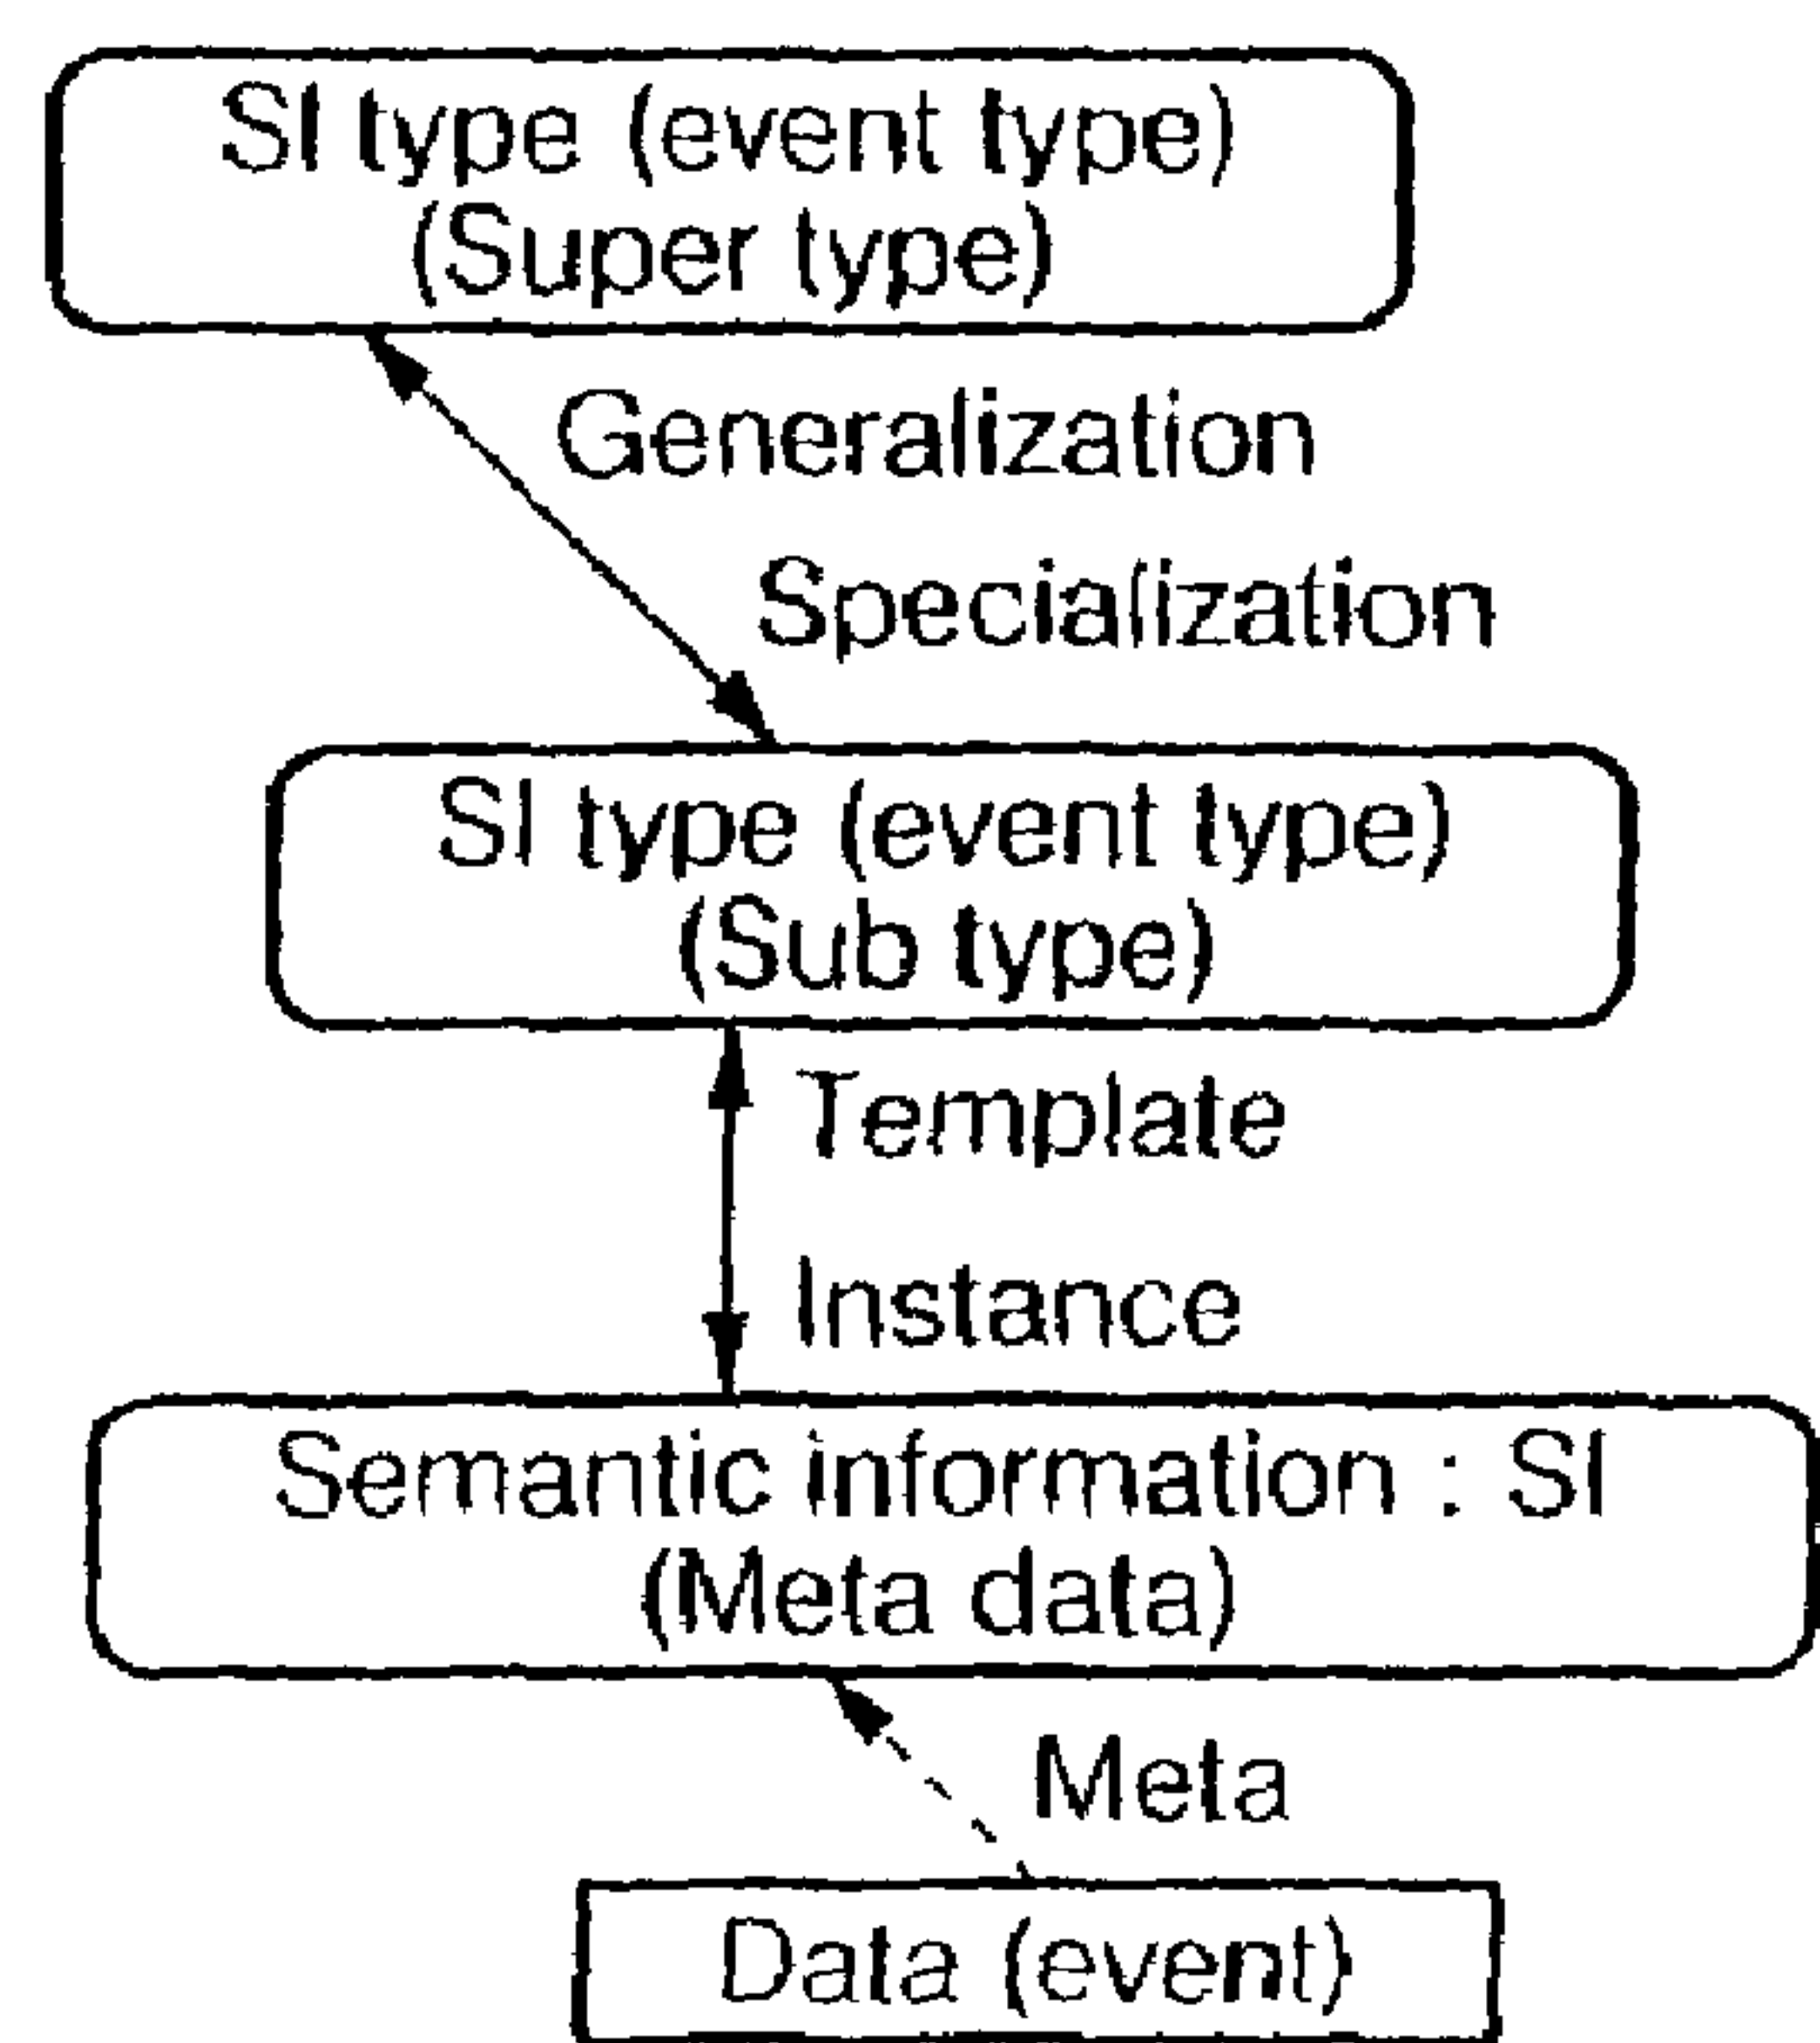 SI type (event type)
(Super type)
Generalization
Specialization
SI type (event type)
(Sub type)
Template
Instance
Semantic information : SI
(Meta data)
Meta
Data (event)